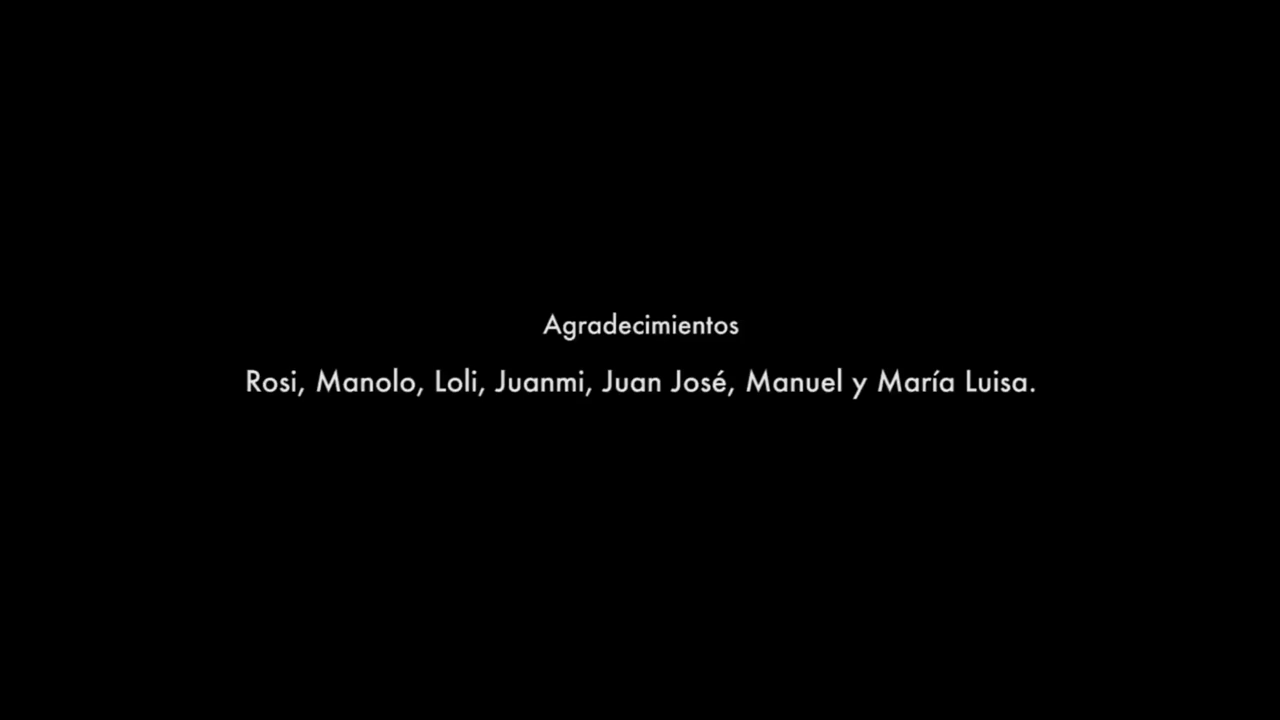 Agradecimientos
Rosi, Manolo, Loli, Juanmi, Juan José, Manuel y María Luisa.